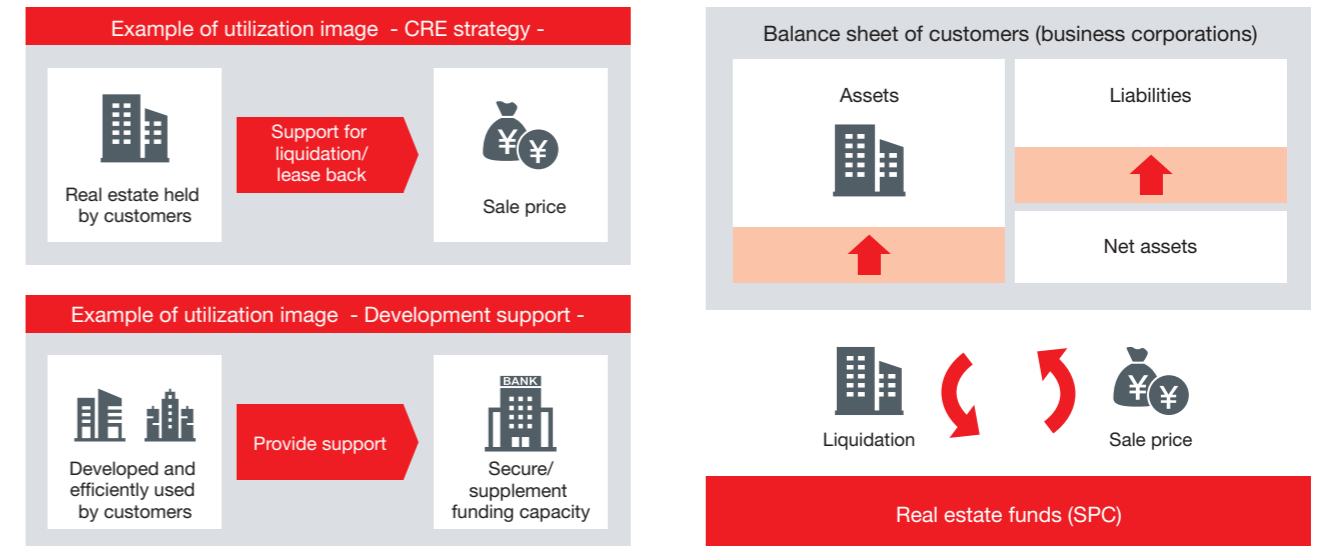 Example of utilization image - CRE strategy -
Real estate held
by customers
Support for
liquidation/
lease back
¥ ¥
Sale price
Example of utilization image - Development support -
Developed and
efficiently used
by customers
Provide support
BANK
Secure/
supplement
funding capacity
Balance sheet of customers (business corporations)
Assets
Liabilities
Net assets
Liquidation
¥ ¥
Sale price
Real estate funds (SPC)